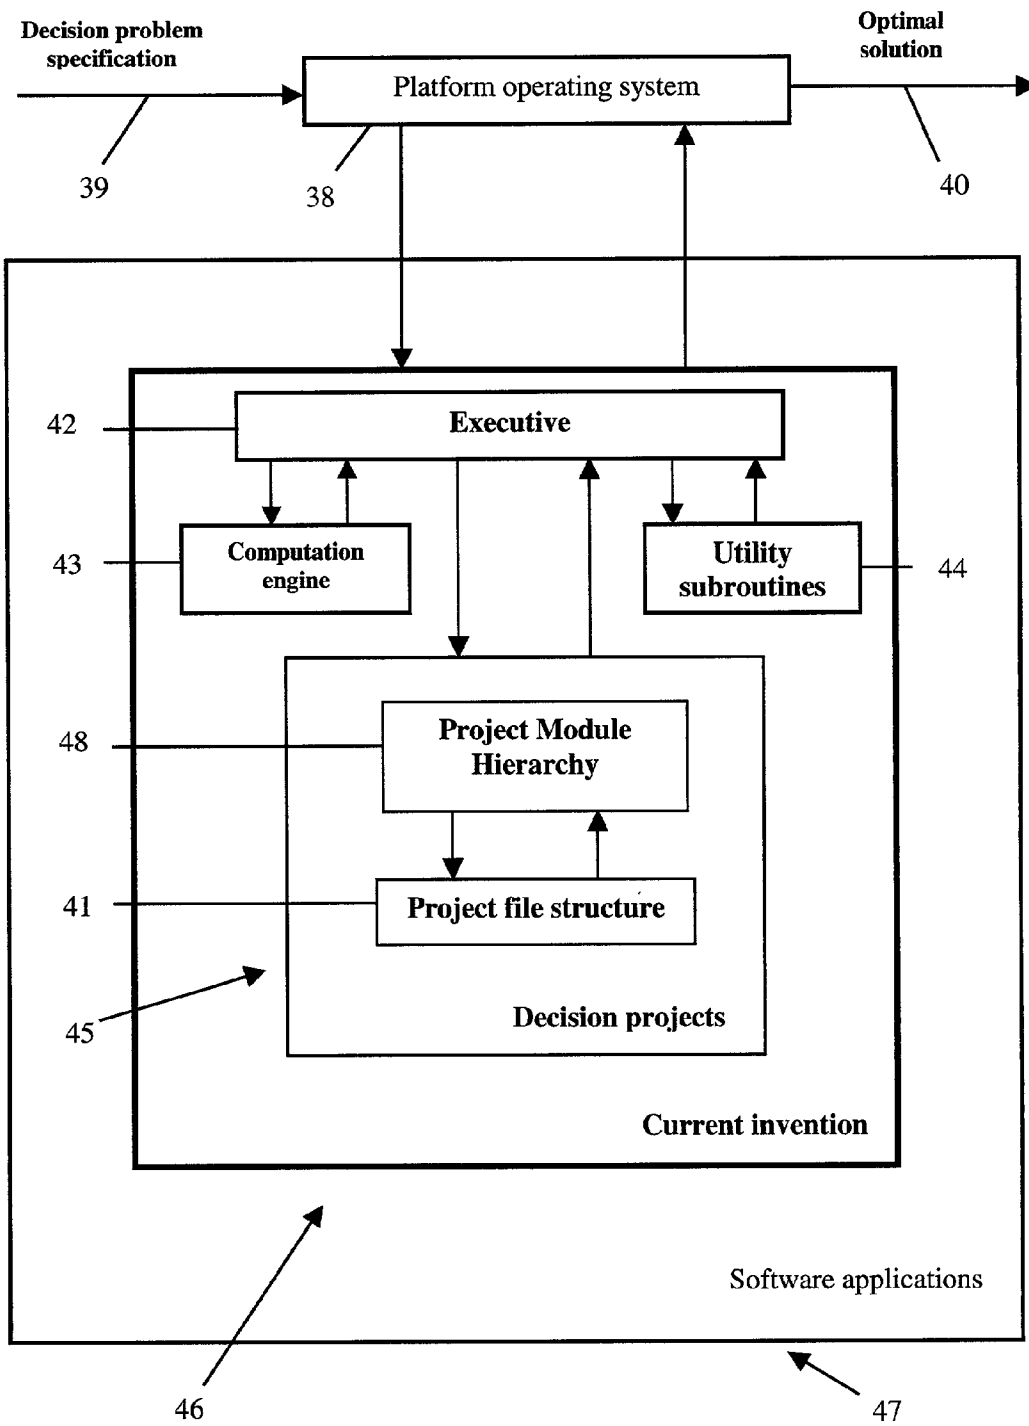 Decision problem
specification
Optimal
solution
Platform operating system
39
38
40
42
Executive
43
Computation
engine
Utility
subroutines
44
48
Project Module
Hierarchy
41
Project file structure
45
Decision projects
Current invention
Software applications
46
47